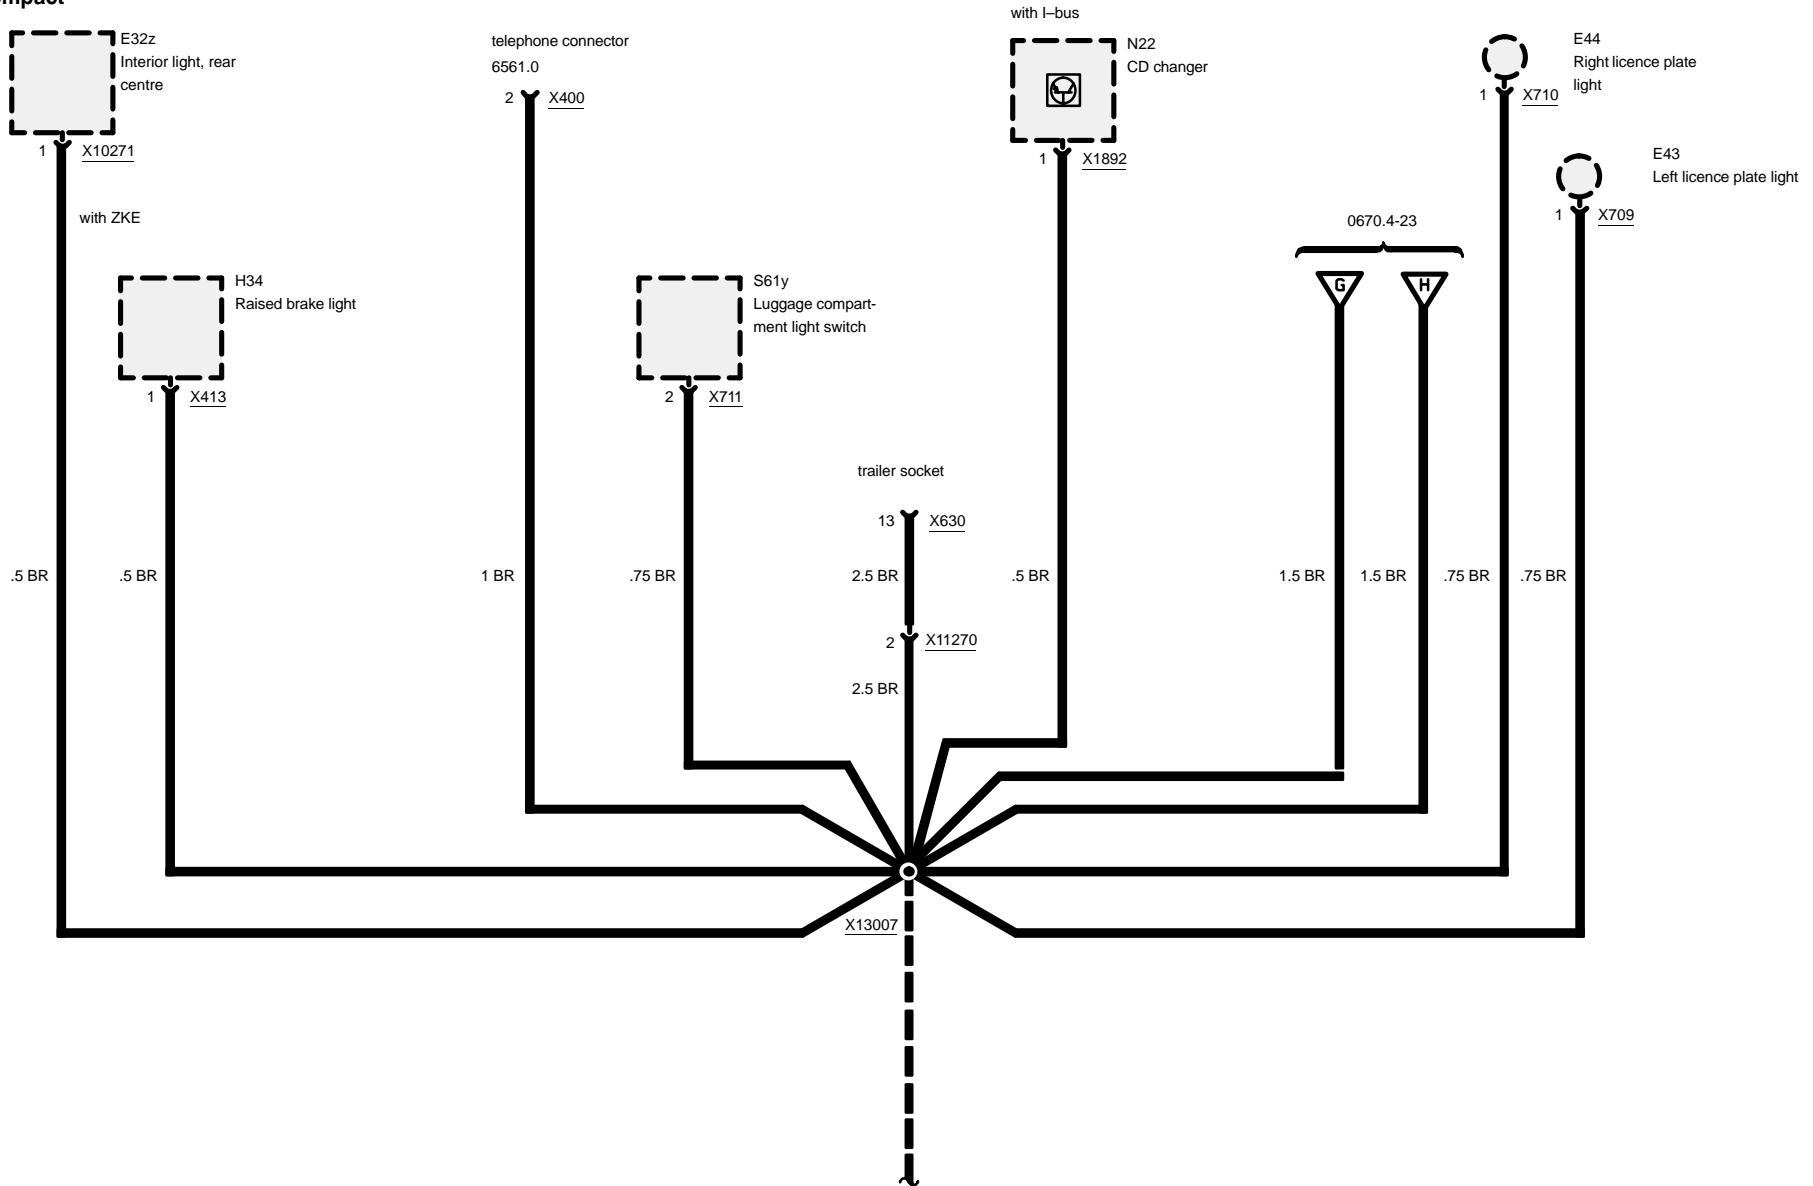 E32z
Interior light, rear
centre
1
X10271
with ZKE
H34
Raised brake light
1
X413
telephone connector
6561.0
2
X400
S61y
Luggage compart-
ment light switch
2
X711
trailer socket
13
X630
2
X11270
2.5 BR
with I–bus
N22
CD changer
1
X1892
0670.4-23
G
H
E44
Right licence plate
light
1
X710
E43
Left licence plate light
1
X709
.5 BR
.5 BR
1 BR
.75 BR
2.5 BR
.5 BR
1.5 BR
1.5 BR
.75 BR
.75 BR
X13007